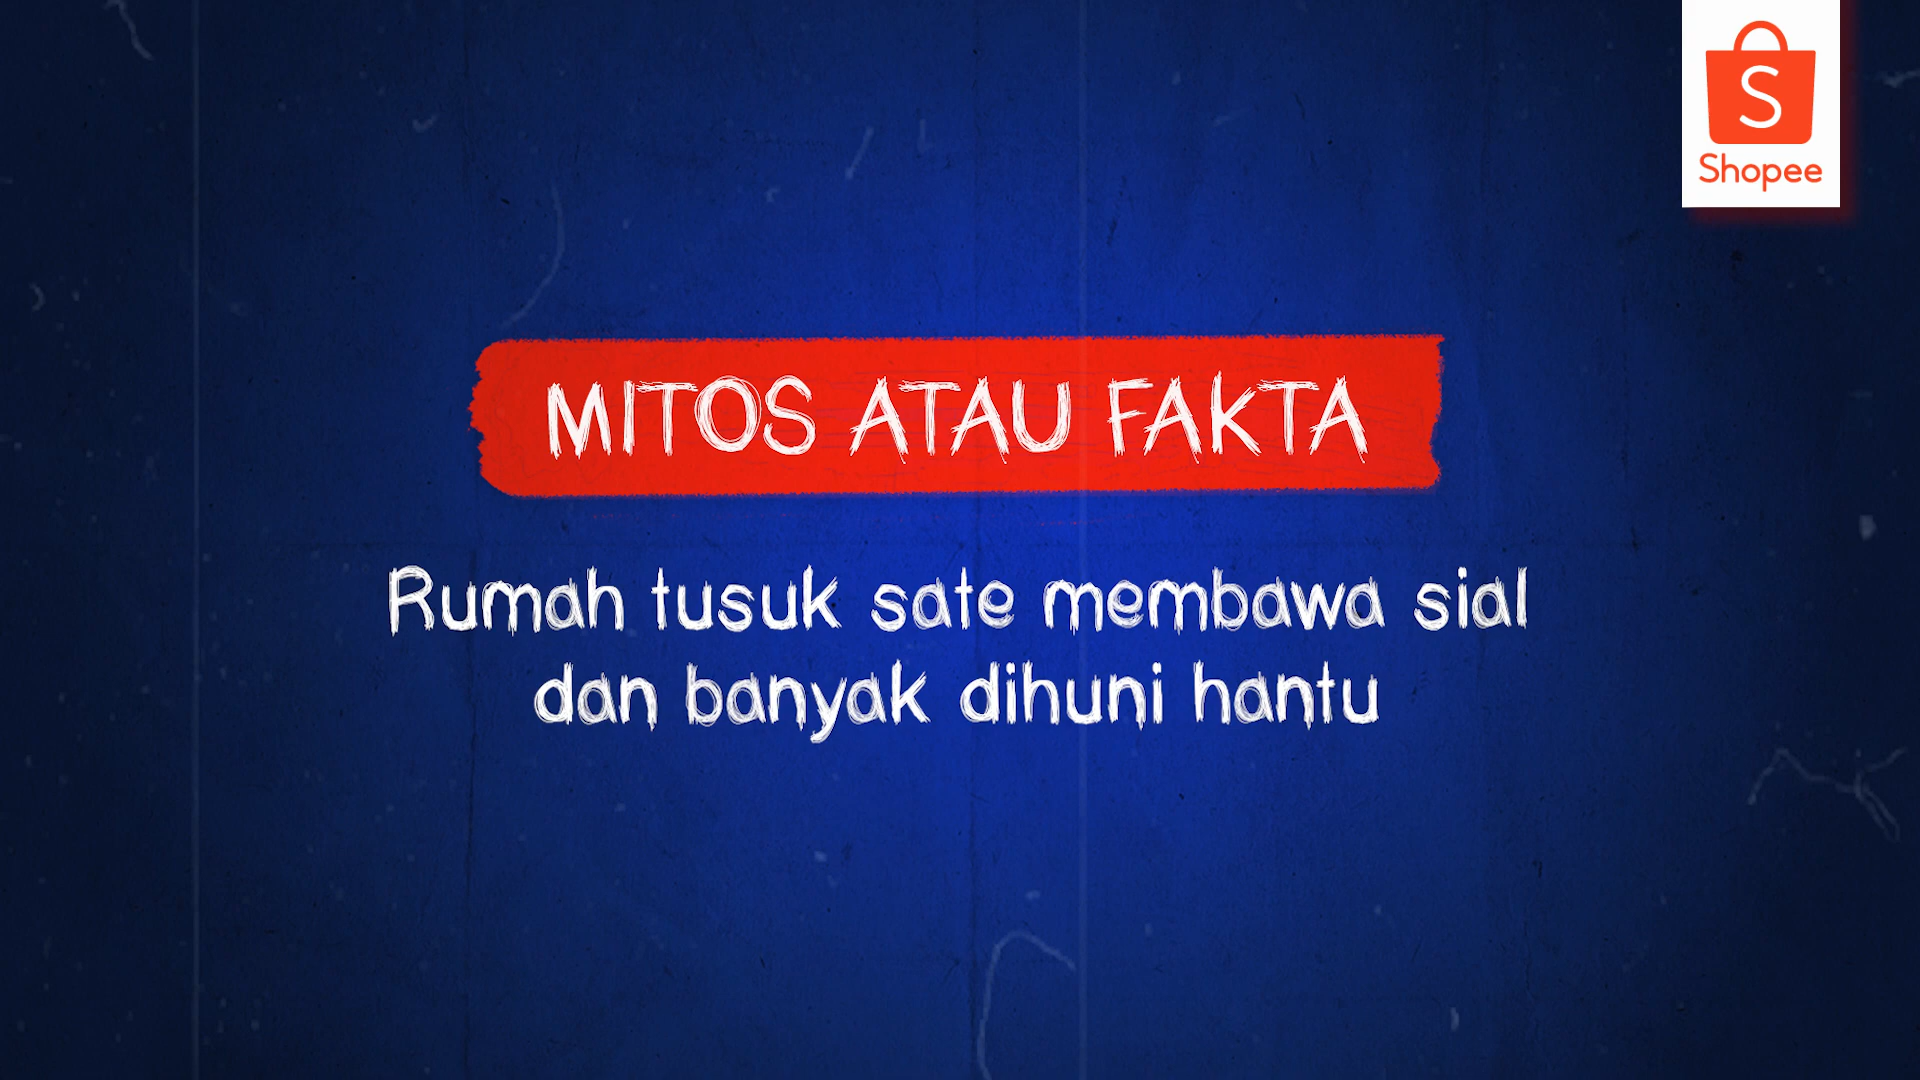 S
Shopee
MITOS ATAU FAKTA
Rumah tusuk sate membawa sial
dan banyak dihuni hantu